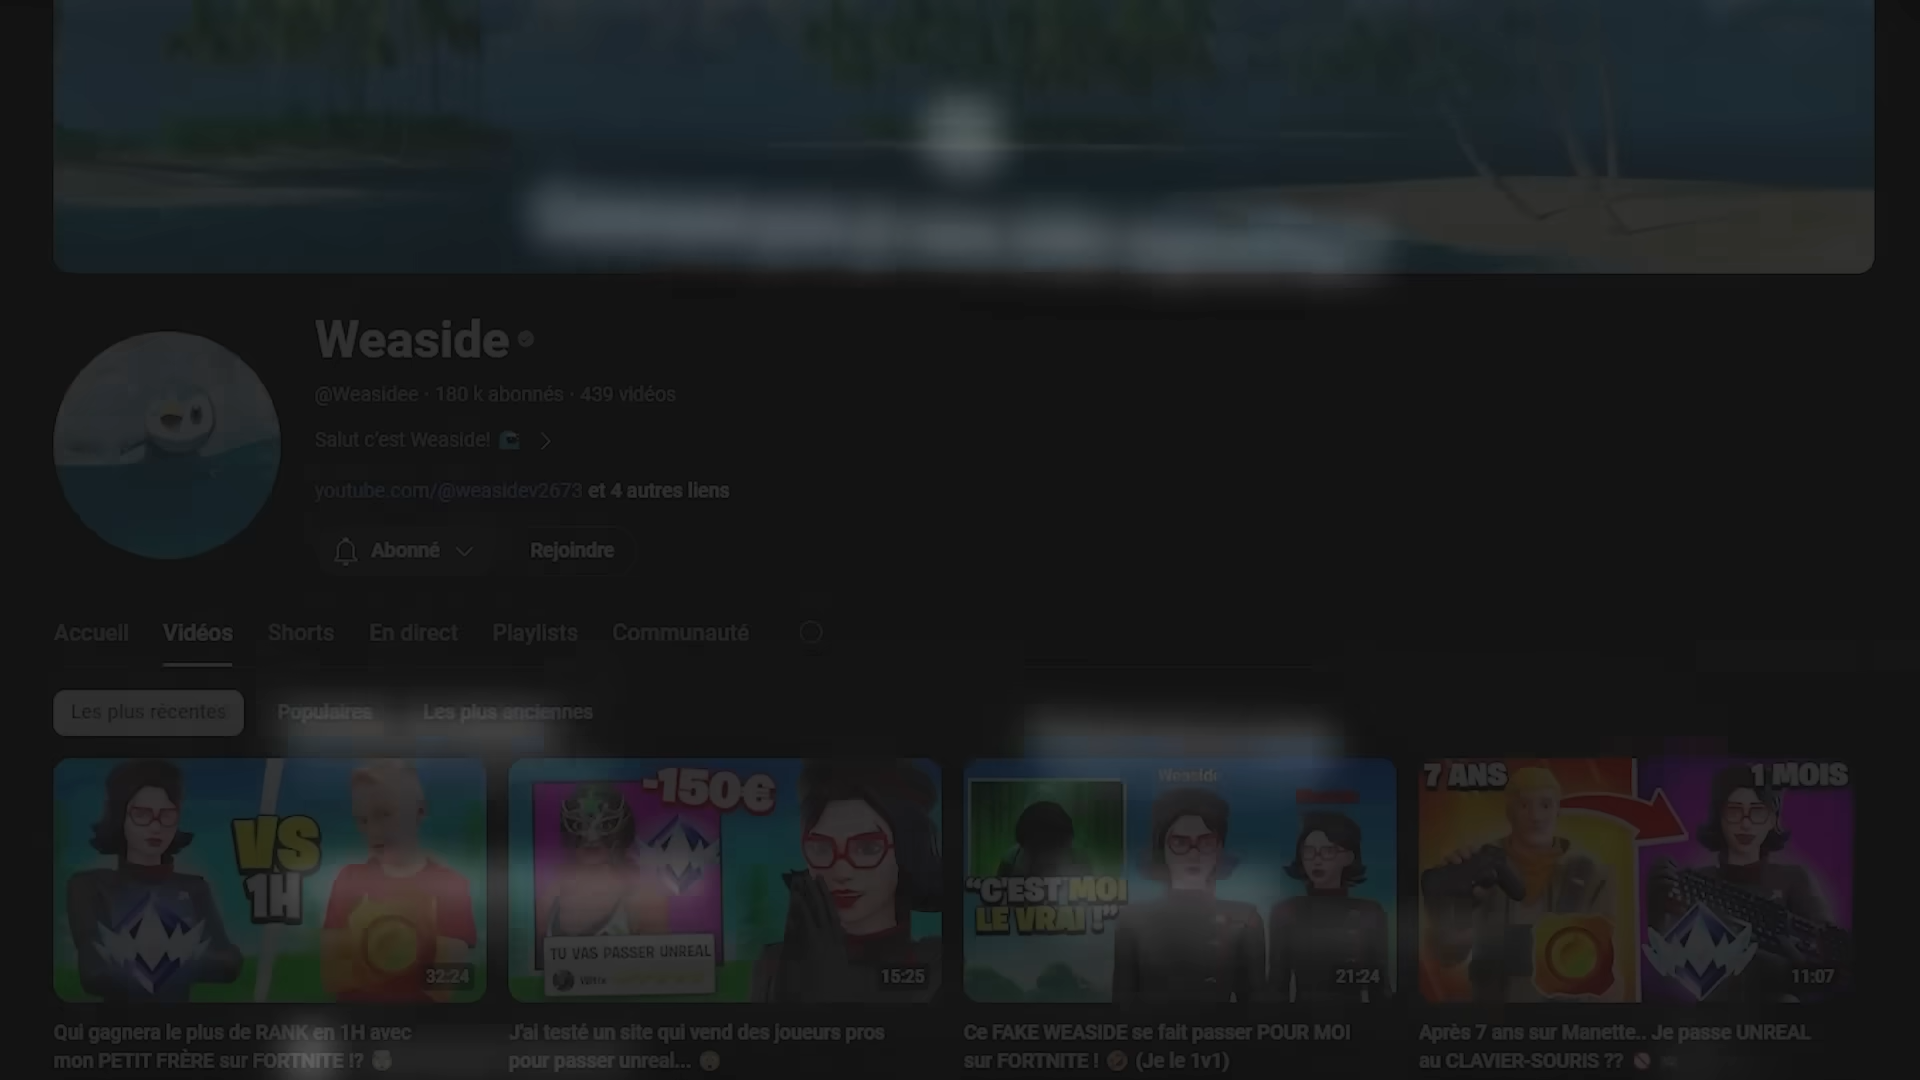 Weaside
@Weasidee · 180 k abonnés · 439 vidéos
Salut c'est Weaside!
youtube.com/@weasidev2673 et 4 autres liens
Abonné
Rejoindre
Accueil
Vidéos
Shorts
En direct
Playlists
Communauté
Les plus récentes
Populaires
Les plus anciennes
VS
1H
32:24
-150€
TU VAS PASSER UNREAL
15:25
Weaside
"C'EST MOI
LE VRAI !"
21:24
7 ANS
1 MOIS
11:07
Qui gagnera le plus de RANK en 1H avec
mon PETIT FRÈRE sur FORTNITE !?
J'ai testé un site qui vend des joueurs pros
pour passer unreal...
Ce FAKE WEASIDE se fait passer POUR MOI
sur FORTNITE ! (Je le 1v1)
Après 7 ans sur Manette.. Je passe UNREAL
au CLAVIER-SOURIS ??